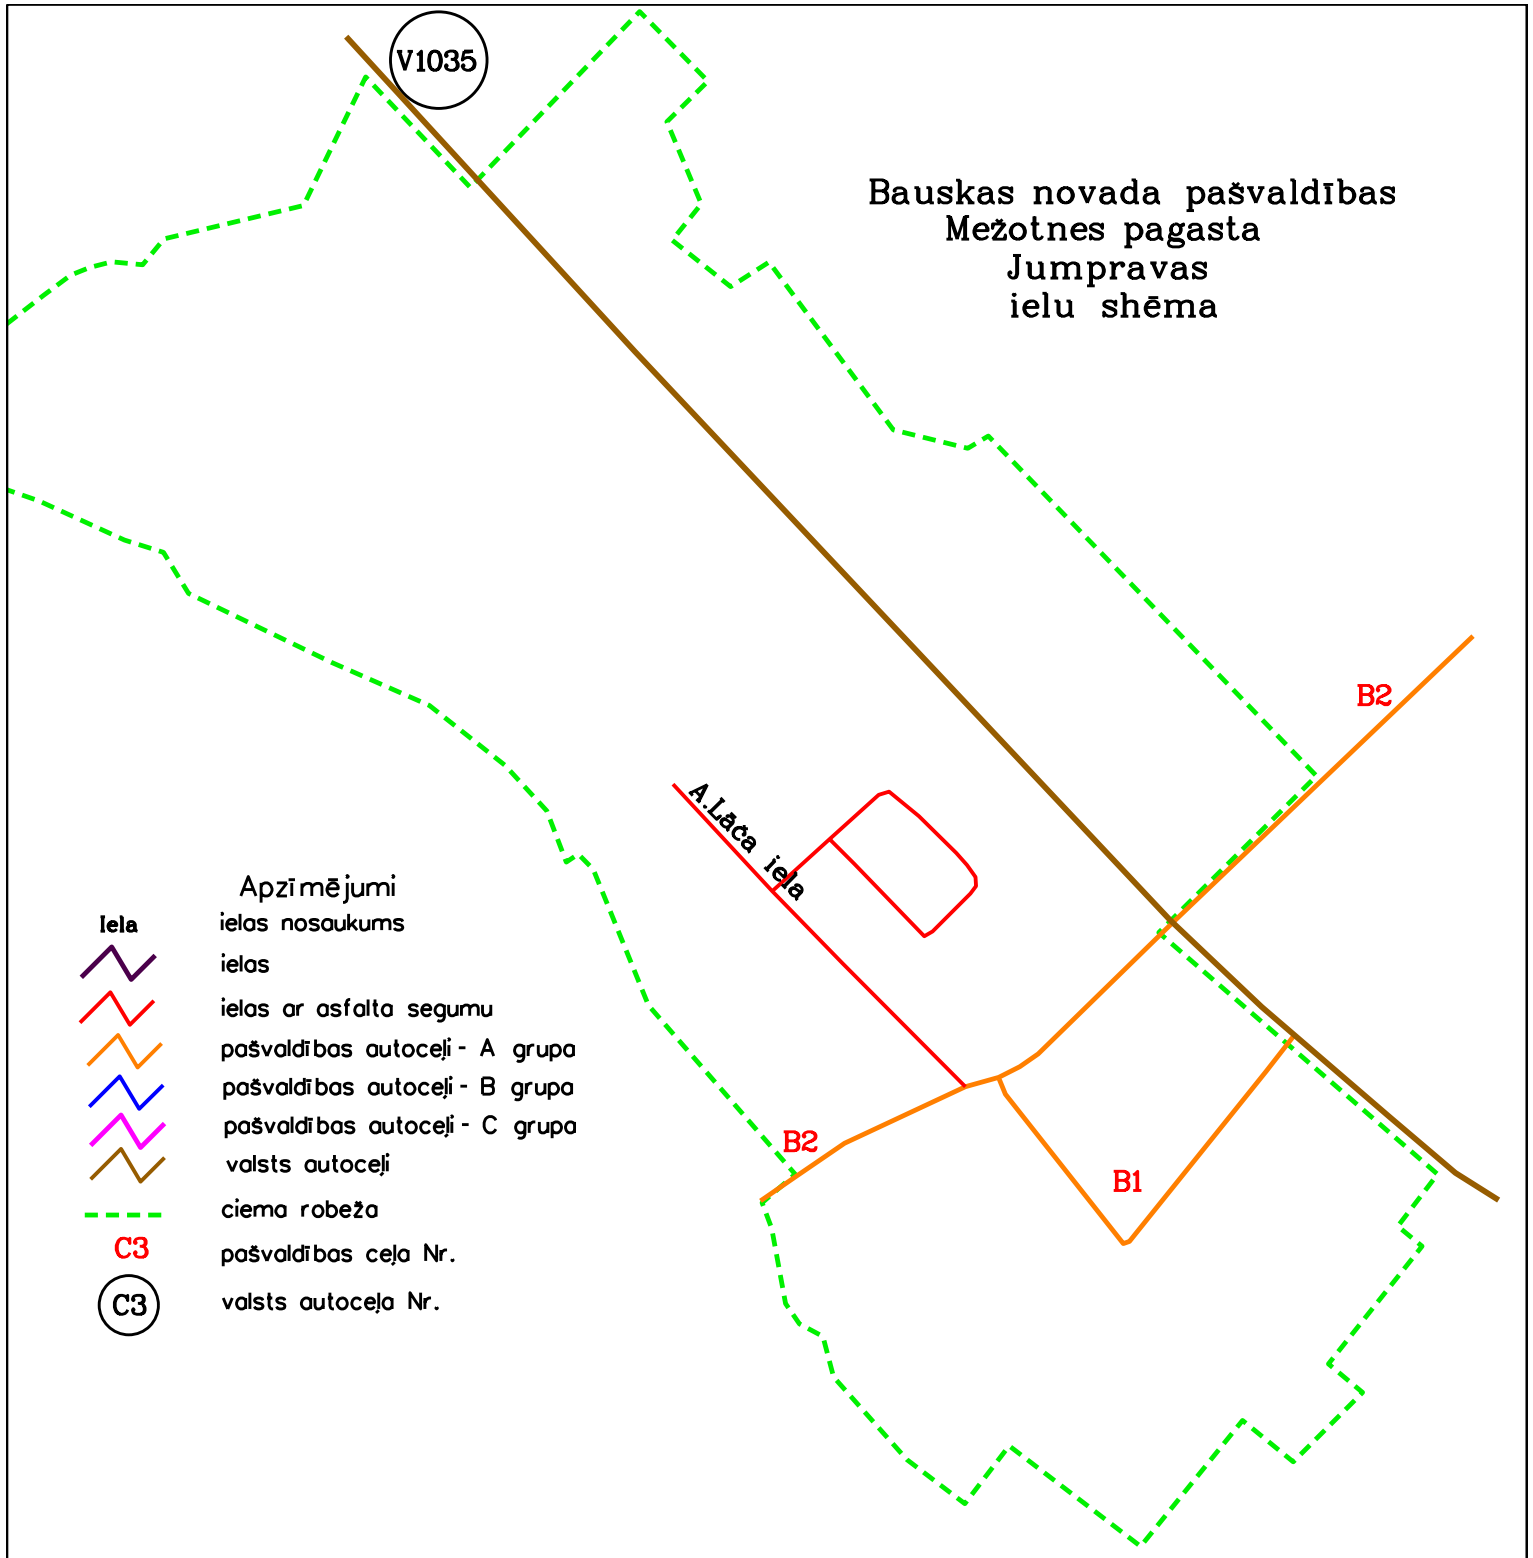 V1035
Bauskas novada pašvaldības
Mežotnes pagasta
Jumpravas
ielu shēma
B2
A.Lāča iela
B2
B1
Apzīmējumi
Iela ielas nosaukums
ielas
ielas ar asfalta segumu
pašvaldības autoceļi - A grupa
pašvaldības autoceļi - B grupa
pašvaldības autoceļi - C grupa
valsts autoceļi
ciema robeža
C3 pašvaldības ceļa Nr.
C3 valsts autoceļa Nr.